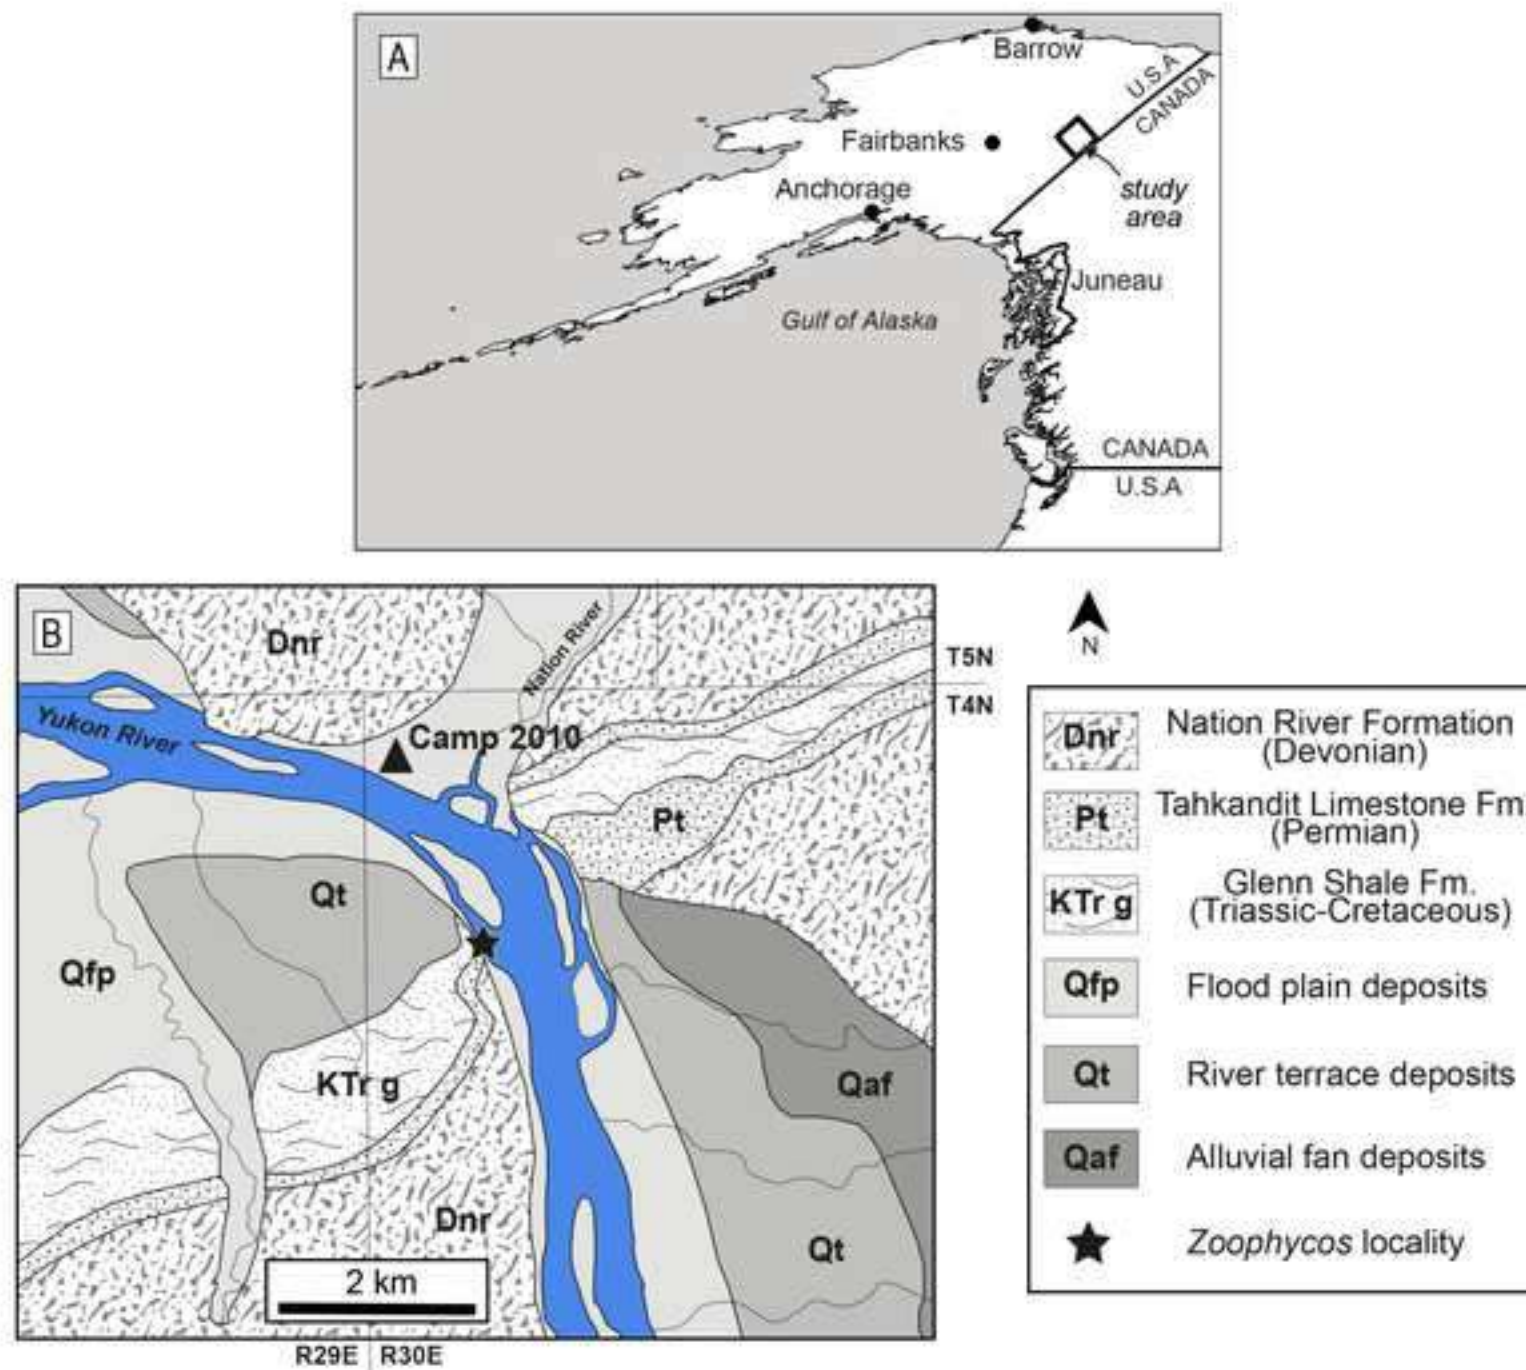 A
Barrow
U.S.A
CANADA
Fairbanks
study
area
Anchorage
Juneau
Gulf of Alaska
CANADA
U.S.A
B
Dnr
Nation River
N
T5N
T4N
Yukon River
Camp 2010
Pt
Qt
Qfp
KTr g
Qaf
Dnr
Qt
2 km
R29E R30E
Dnr Nation River Formation
(Devonian)
Pt Tahkandit Limestone Fm
(Permian)
KTr g Glenn Shale Fm.
(Triassic-Cretaceous)
Qfp Flood plain deposits
Qt River terrace deposits
Qaf Alluvial fan deposits
Zoophycos locality